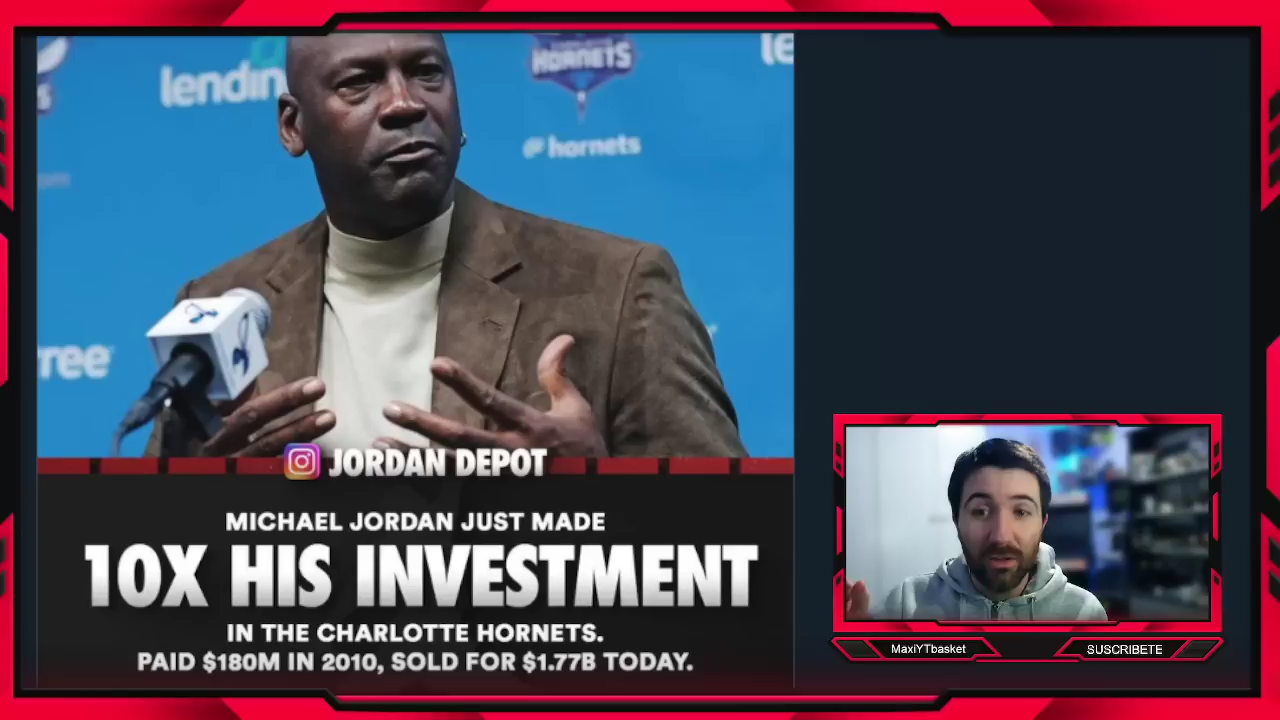 lendin
HORNETS
le
hornets
ree
JORDAN DEPOT
MICHAEL JORDAN JUST MADE
10X HIS INVESTMENT
IN THE CHARLOTTE HORNETS.
PAID $180M IN 2010, SOLD FOR $1.77B TODAY.
MaxiYTbasket
SUSCRIBETE